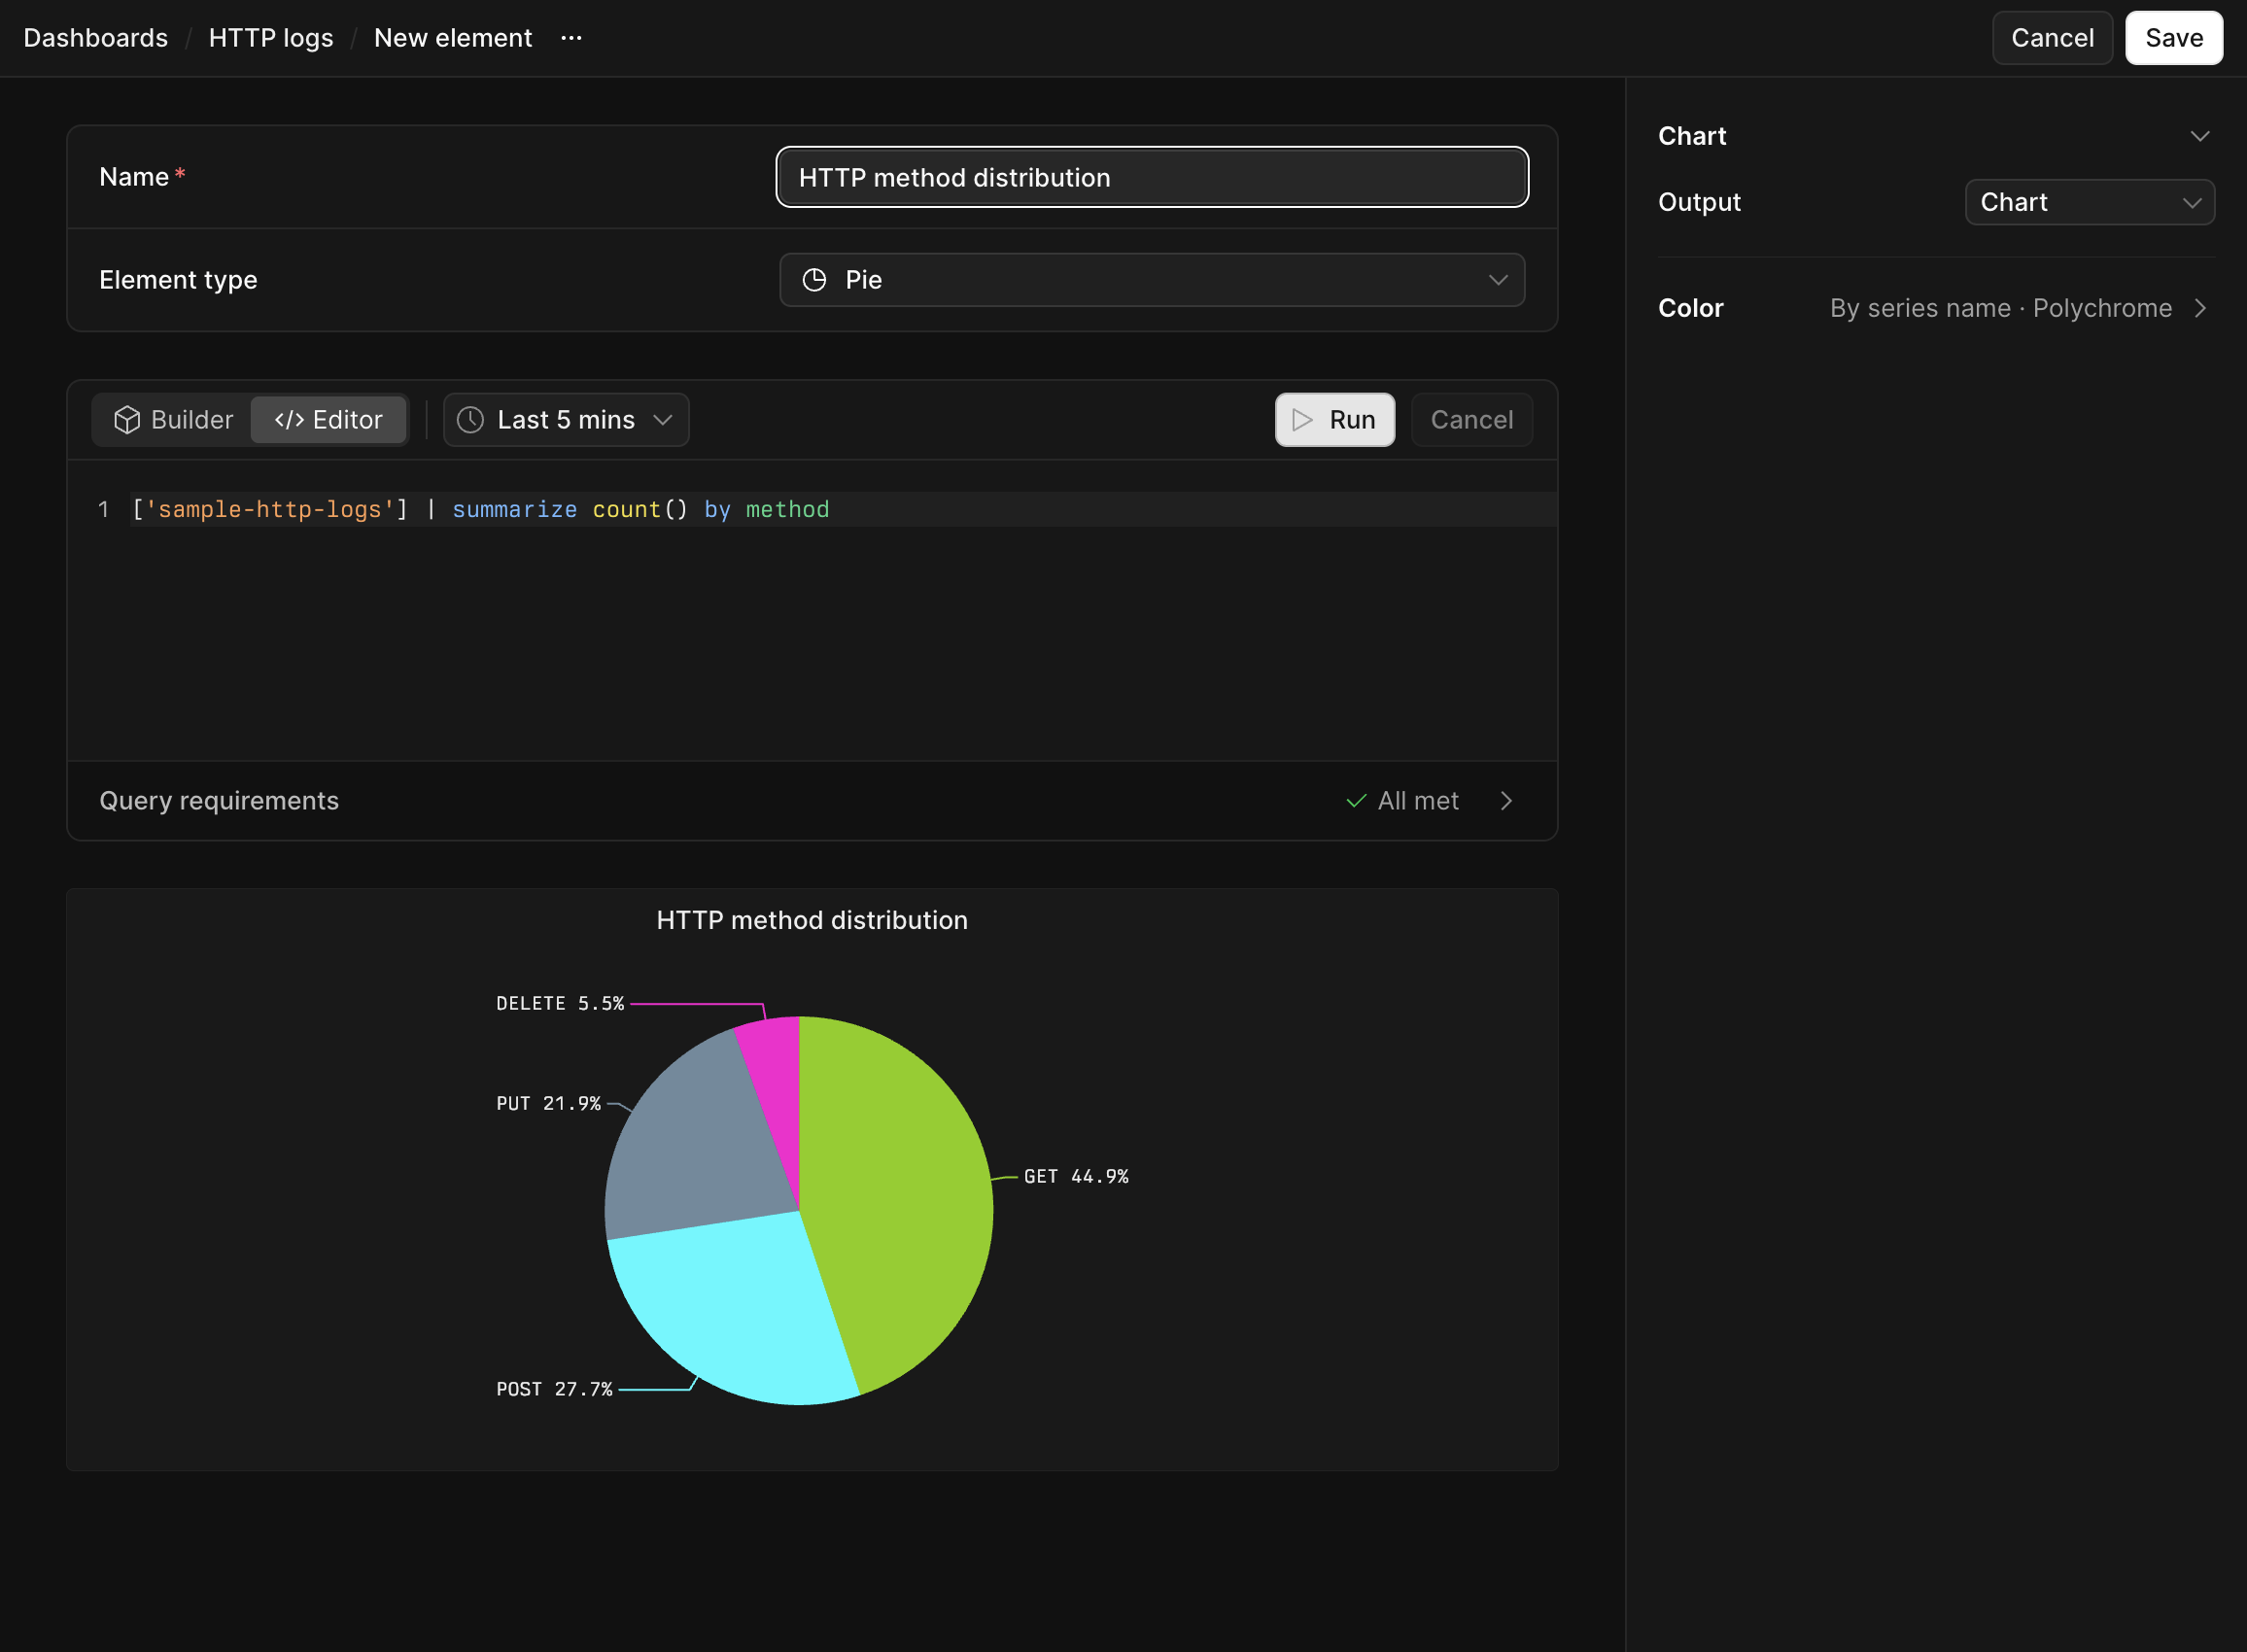 Dashboards / HTTP logs / New element ...
Cancel
Save
Name*
HTTP method distribution
Element type
Pie
Chart
Output
Chart
Color
By series name · Polychrome
Builder
</> Editor
Last 5 mins
Run
Cancel
1 ['sample-http-logs'] | summarize count() by method
Query requirements
All met
HTTP method distribution
DELETE 5.5%
PUT 21.9%
GET 44.9%
POST 27.7%